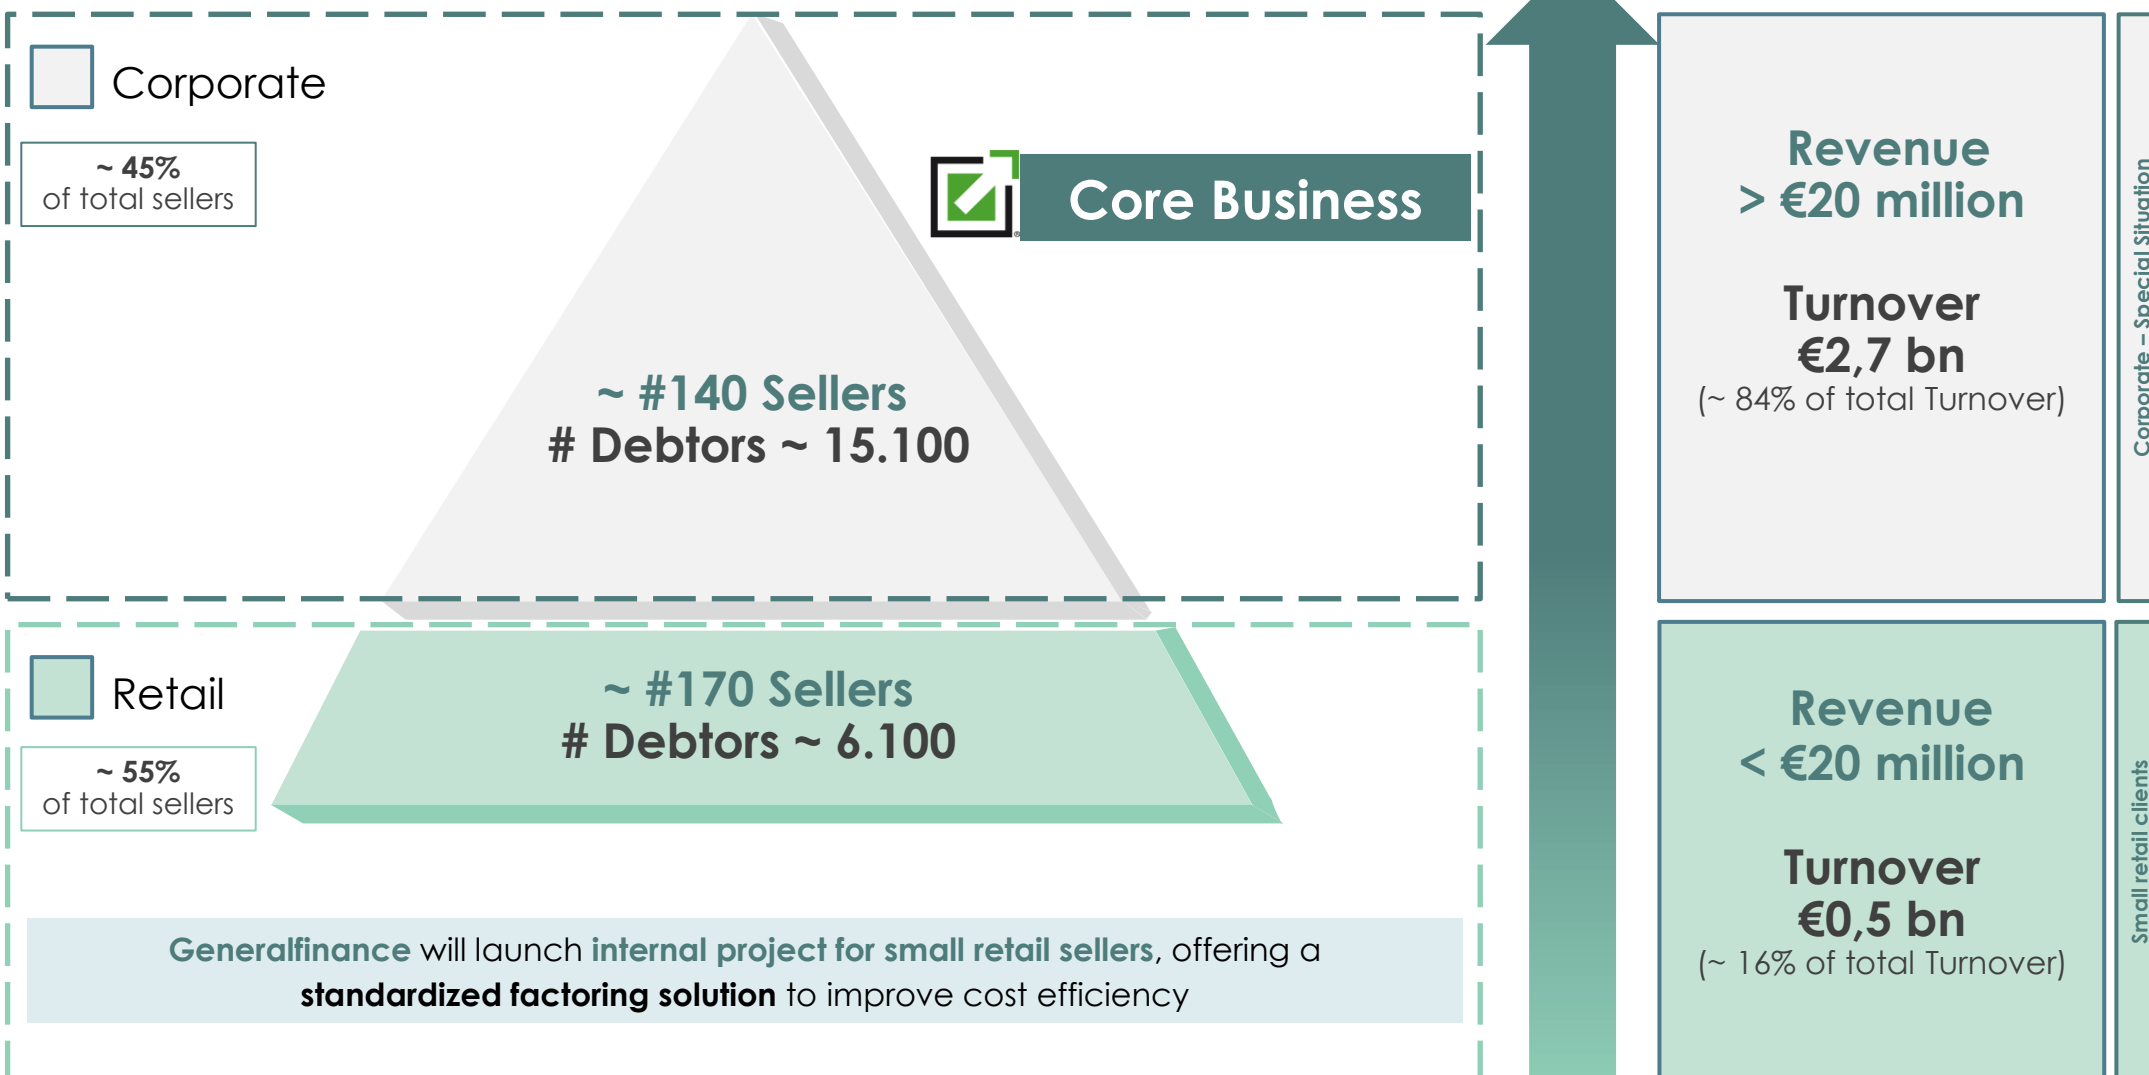 Corporate
~ 45%
of total sellers
Core Business
~ #140 Sellers
# Debtors ~ 15.100
Revenue
> €20 million
Turnover
€2,7 bn
(~ 84% of total Turnover)
Corporate – Special Situation
Retail
~ 55%
of total sellers
~ #170 Sellers
# Debtors ~ 6.100
Revenue
< €20 million
Turnover
€0,5 bn
(~ 16% of total Turnover)
Small retail clients
Generalfinance will launch internal project for small retail sellers, offering a
standardized factoring solution to improve cost efficiency